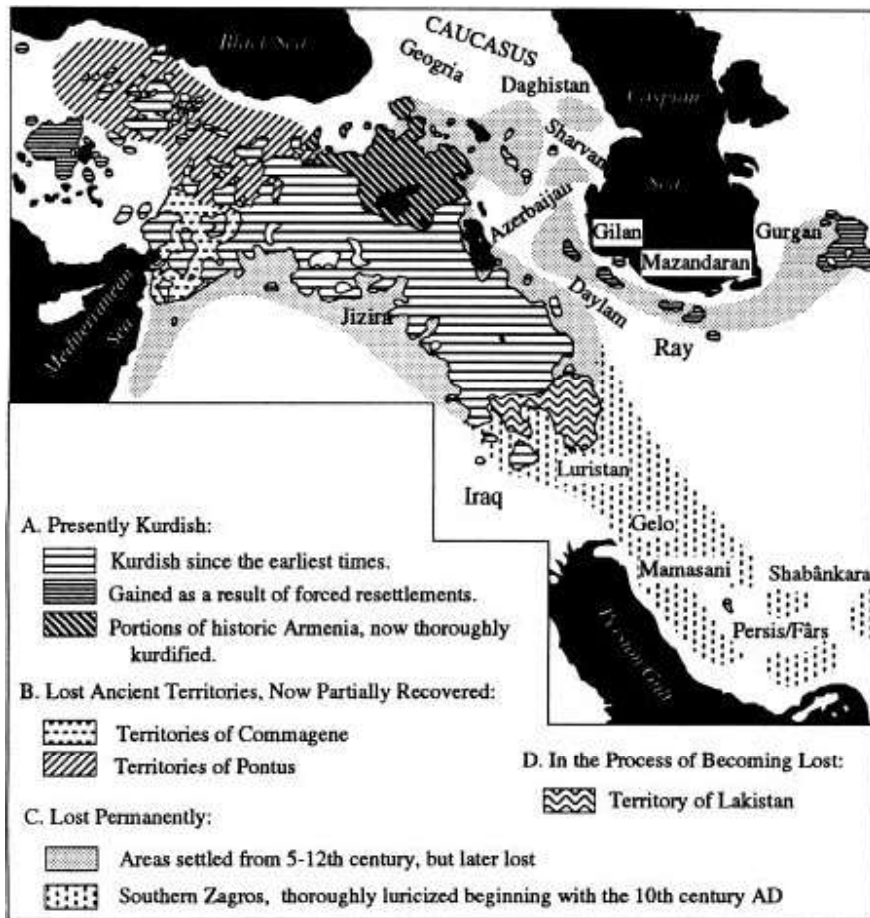 Black Sea
CAUCASUS
Geogria
Daghistan
Caspian
Sea
Sharvan
Azerbaijan
Gilan
Mazandaran
Gurgan
Daylam
Ray
Jizira
Mediterranean
Sea
Luristan
Iraq
Gelo
Mamasani
Shabânkara
Persis/Fârs
Persian Gulf
A. Presently Kurdish:
Kurdish since the earliest times.
Gained as a result of forced resettlements.
Portions of historic Armenia, now thoroughly
kurdified.
B. Lost Ancient Territories, Now Partially Recovered:
Territories of Commagene
Territories of Pontus
D. In the Process of Becoming Lost:
Territory of Lakistan
C. Lost Permanently:
Areas settled from 5-12th century, but later lost
Southern Zagros, thoroughly luricized beginning with the 10th century AD